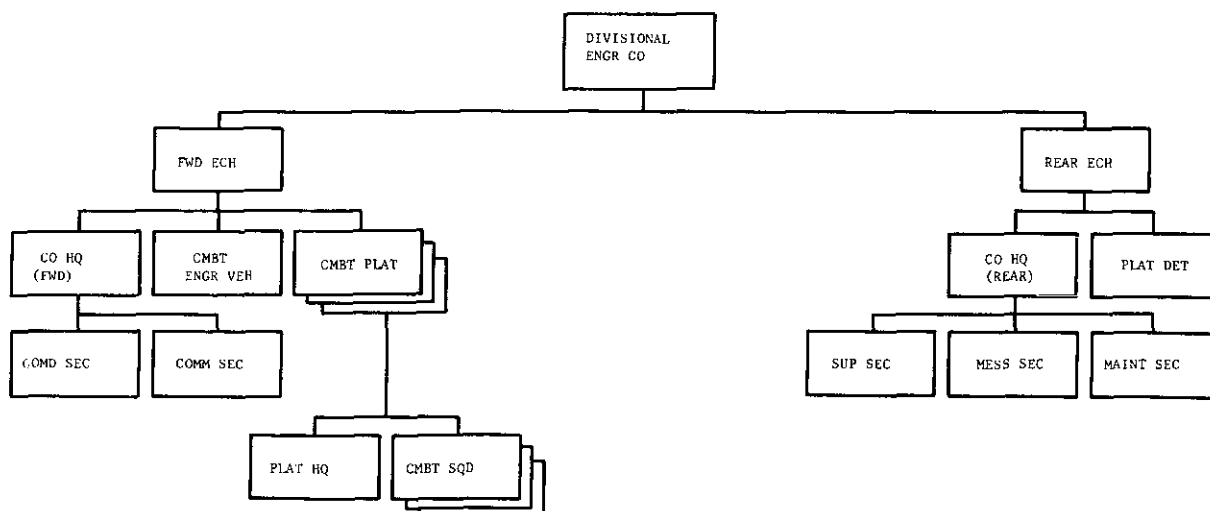 DIVISIONAL
ENGR CO
FWD ECH
REAR ECH
CO HQ
(FWD)
CMBT
ENGR VEH
CMBT PLAT
CO HQ
(REAR)
PLAT DET
COMD SEC
COMM SEC
SUP SEC
MESS SEC
MAINT SEC
PLAT HQ
CMBT SQD